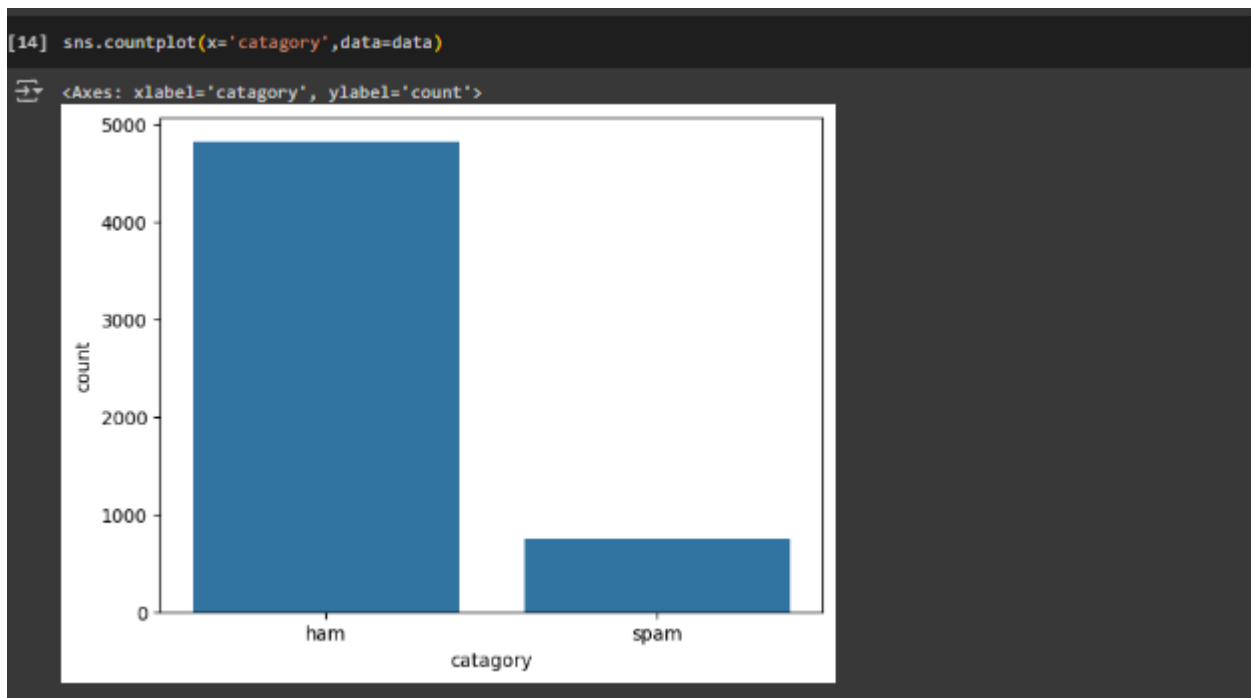 [14] sns.countplot(x='catagory',data=data)
<Axes: xlabel='catagory', ylabel='count'>
5000
4000
3000
2000
1000
0
count
ham spam
catagory